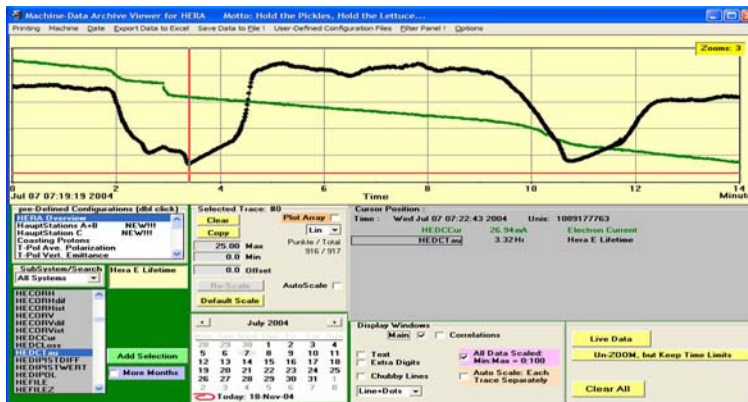 Machine-Data Archive Viewer for HERA Motto: Hold the Pickles, Hold the Lettuce...
Printing Machine Date Export Data to Excel Save Data to File ! User-Defined Configuration Files Filter Panel ! Options
Zooms: 3
0 2 4 6 8 10 12 14
Jul 07 07:19:19 2004 Time Minute
pre-Defined Configurations (dbl click)
HERA Overview
HauptStations A+B NEW!!!
HauptStation C NEW!!!
Coasting Protons
T-Pol Ave. Polarization
T-Pol Vert. Emittance
SubSystem/Search
All Systems
Hera E Lifetime
HECORH
HECORHdif
HECORHist
HECORV
HECORVdif
HECORVist
HEDCCur
HEDCLoss
HEDCTau
HEDIPISTDIFF
HEDIPISTWERT
HEDIPOL
HEFILE
HEFILEZ
Add Selection
More Months
Selected Trace: #0
Clear
Plot Array
Copy
Lin
25.00 Max
Punkte / Total
916 / 917
0.0 Min
0.0 Offset
Re-Scale
AutoScale
Default Scale
July 2004
28 29 30 1 2 3 4
5 6 7 8 9 10 11
12 13 14 15 16 17 18
19 20 21 22 23 24 25
26 27 28 29 30 31 1
2 3 4 5 6 7 8
Today: 18-Nov-04
Cursor Position :
Time : Wed Jul 07 07:22:43 2004 Unix: 1089177763
HEDCCur 26.94mA Electron Current
HEDCTau 3.32Hr Hera E Lifetime
Display Windows
Main Correlations
Text
Extra Digits
Chubby Lines
Line+Dots
All Data Scaled:
Min:Max = 0:100
Auto Scale: Each
Trace Separately
Live Data
Un-ZOOM, but Keep Time Limits
Clear All